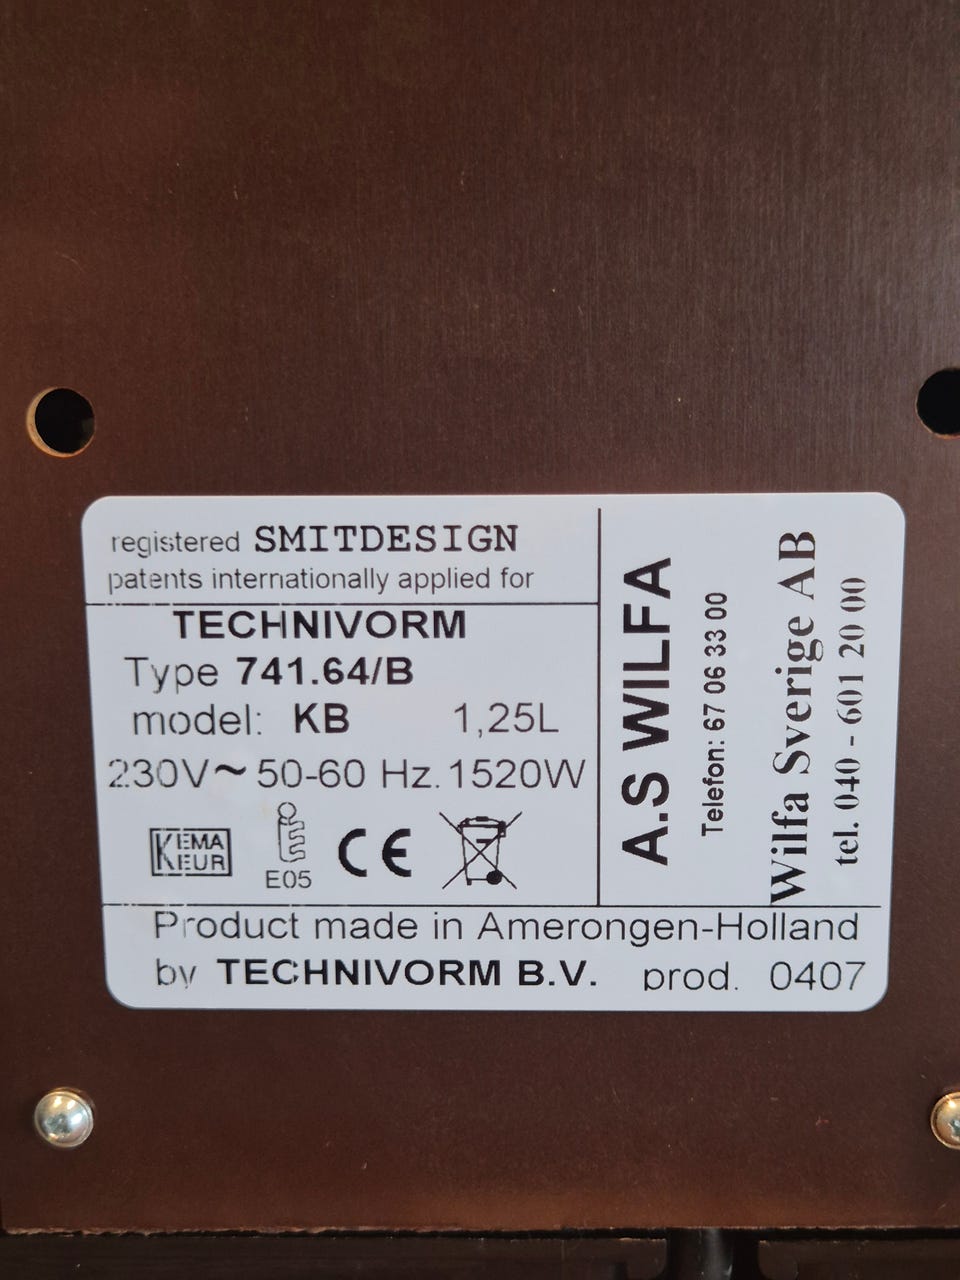 registered SMITDESIGN
patents internationally applied for
TECHNIVORM
Type 741.64/B
model: KB 1,25L
230V~ 50-60 Hz. 1520W
KEMA
KEUR
E05
CE
A.S WILFA
Telefon: 67 06 33 00
Wilfa Sverige AB
tel. 040 - 601 20 00
Product made in Amerongen-Holland
by TECHNIVORM B.V. prod. 0407